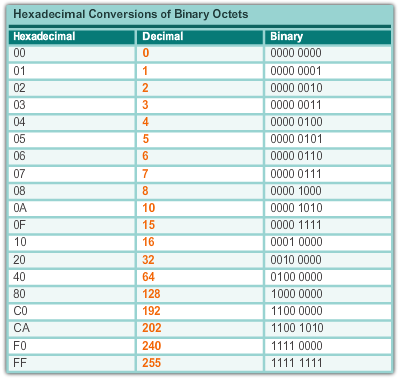 Hexadecimal Conversions of Binary Octets
Hexadecimal Decimal Binary
00 0 0000 0000
01 1 0000 0001
02 2 0000 0010
03 3 0000 0011
04 4 0000 0100
05 5 0000 0101
06 6 0000 0110
07 7 0000 0111
08 8 0000 1000
0A 10 0000 1010
0F 15 0000 1111
10 16 0001 0000
20 32 0010 0000
40 64 0100 0000
80 128 1000 0000
C0 192 1100 0000
CA 202 1100 1010
F0 240 1111 0000
FF 255 1111 1111